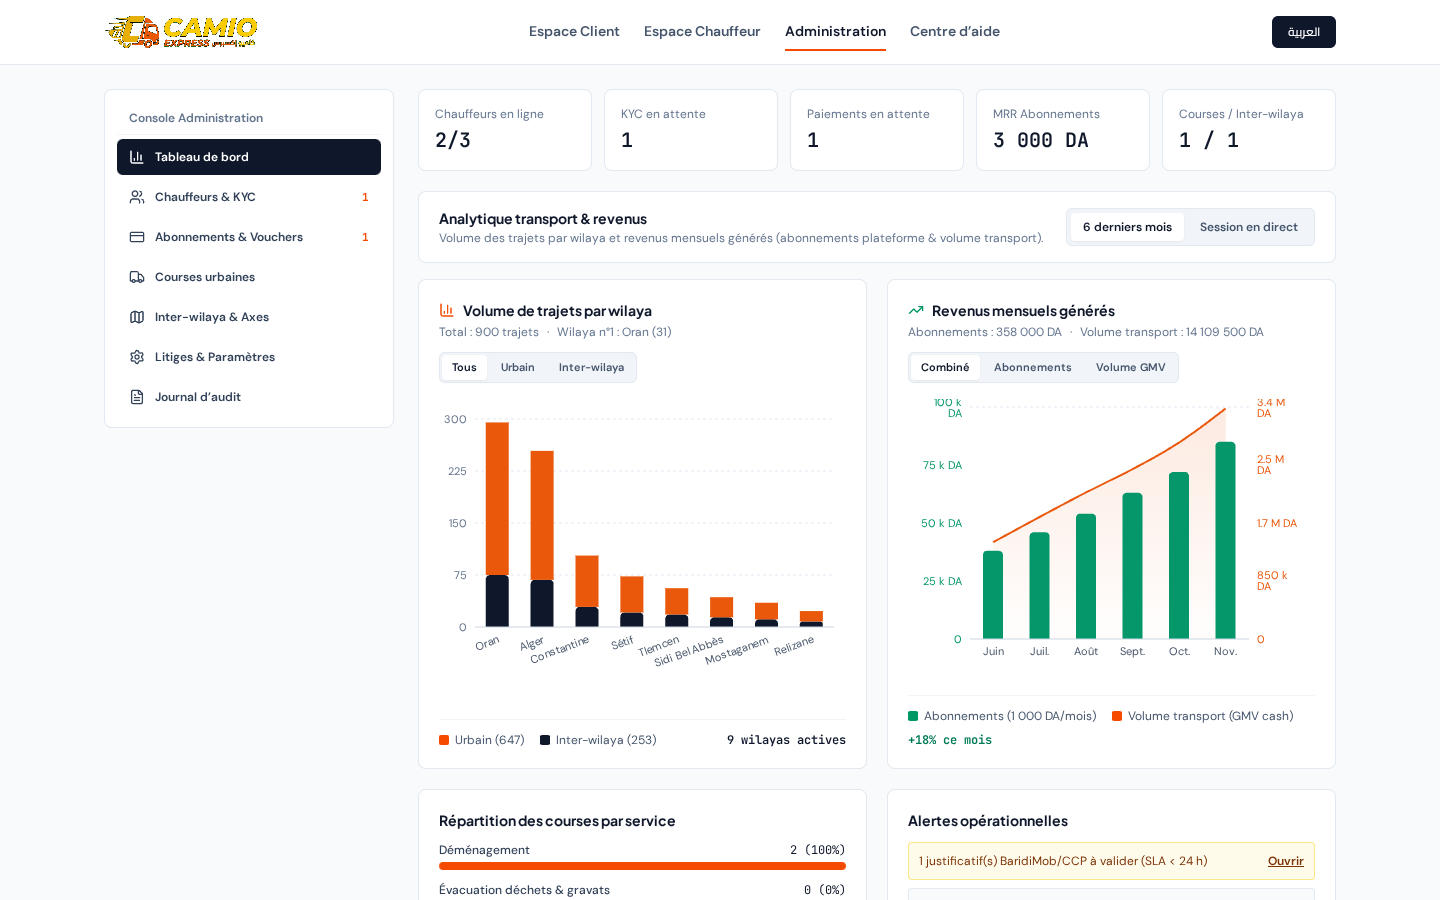 CAMIO
EXPRESS
Espace Client
Espace Chauffeur
Administration
Centre d'aide
العربية
Console Administration
Tableau de bord
Chauffeurs & KYC
1
Abonnements & Vouchers
1
Courses urbaines
Inter-wilaya & Axes
Litiges & Paramètres
Journal d'audit
Chauffeurs en ligne
2/3
KYC en attente
1
Paiements en attente
1
MRR Abonnements
3 000 DA
Courses / Inter-wilaya
1 / 1
Analytique transport & revenus
Volume des trajets par wilaya et revenus mensuels générés (abonnements plateforme & volume transport).
6 derniers mois
Session en direct
Volume de trajets par wilaya
Total : 900 trajets · Wilaya n°1 : Oran (31)
Tous
Urbain
Inter-wilaya
300
225
150
75
0
Oran
Alger
Constantine
Sétif
Tlemcen
Sidi Bel Abbès
Mostaganem
Relizane
Urbain (647)
Inter-wilaya (253)
9 wilayas actives
Revenus mensuels générés
Abonnements : 358 000 DA · Volume transport : 14 109 500 DA
Combiné
Abonnements
Volume GMV
100 k
DA
75 k DA
50 k DA
25 k DA
0
3.4 M
DA
2.5 M
DA
1.7 M DA
850 k
DA
0
Juin
Juil.
Août
Sept.
Oct.
Nov.
Abonnements (1 000 DA/mois)
Volume transport (GMV cash)
+18% ce mois
Répartition des courses par service
Déménagement
2 (100%)
Évacuation déchets & gravats
0 (0%)
Alertes opérationnelles
1 justificatif(s) BaridiMob/CCP à valider (SLA < 24 h)
Ouvrir